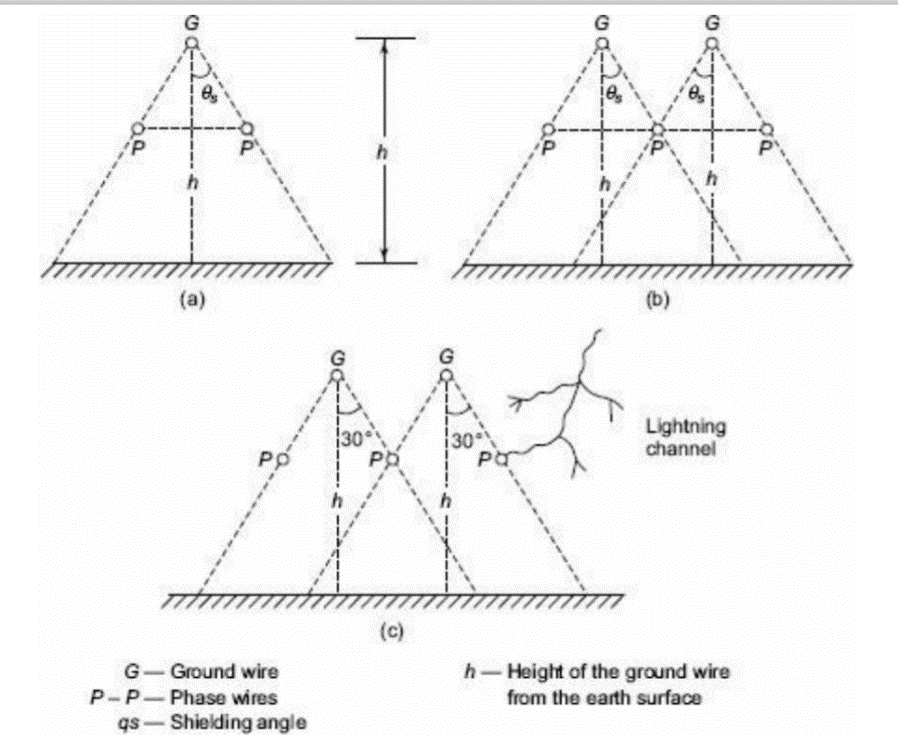 G
θs
P P
h
(a)
h
G G
θs θs
P P P
h h
(b)
G G
30° 30°
P P P
h h
Lightning
channel
(c)
G — Ground wire
P – P — Phase wires
qs — Shielding angle
h — Height of the ground wire
from the earth surface